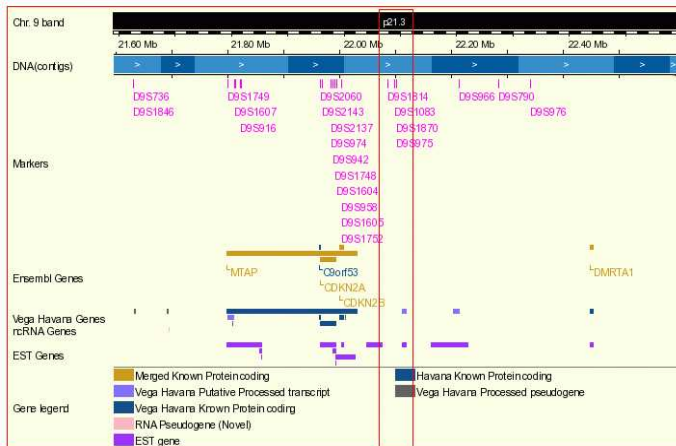 Chr. 9 band p21.3
21.60 Mb 21.80 Mb 22.00 Mb 22.20 Mb 22.40 Mb
DNA(contigs) > > > > > > > > >
D9S736 D9S1749 D9S2060 D9S1814 D9S966 D9S790
D9S1846 D9S1607 D9S2143 D9S1083 D9S976
D9S916 D9S2137 D9S1870
D9S974 D9S975
D9S942
Markers
D9S1748
D9S1604
D9S958
D9S1605
D9S1752
Ensembl Genes
MTAP C9orf53 DMRTA1
CDKN2A
CDKN2B
Vega Havana Genes
ncRNA Genes
EST Genes
Gene legend
Merged Known Protein coding Havana Known Protein coding
Vega Havana Putative Processed transcript Vega Havana Processed pseudogene
Vega Havana Known Protein coding
RNA Pseudogene (Novel)
EST gene